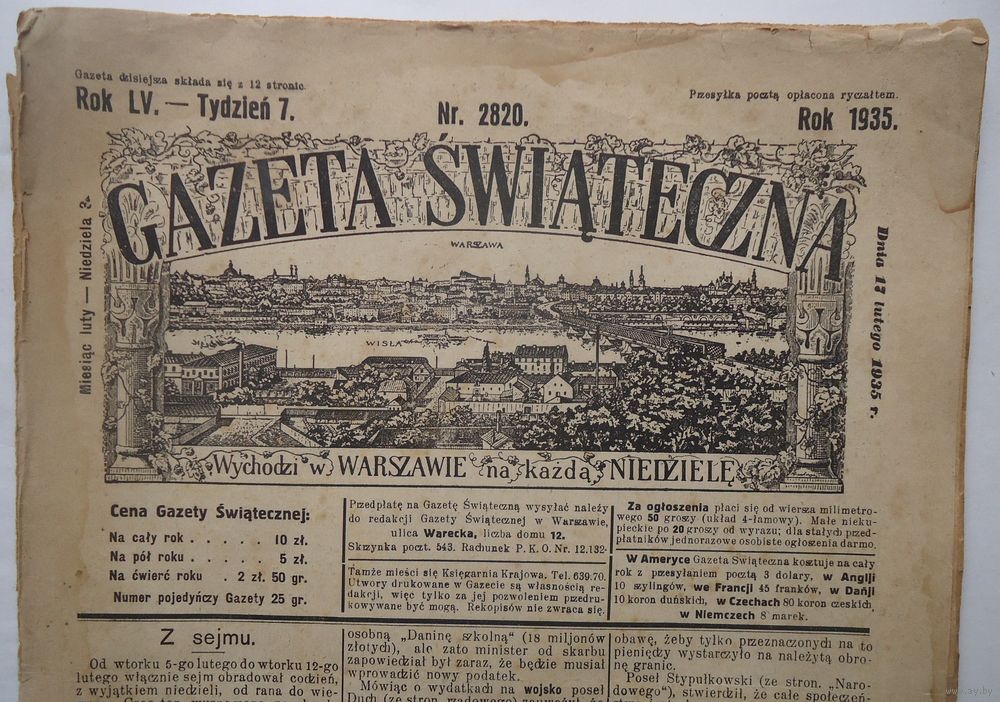 Gazeta dzisiejsza składa się z 12 stronic.
Rok LV. — Tydzień 7.
Nr. 2820.
Przesyłka pocztą opłacona ryczałtem.
Rok 1935.
Miesiąc luty — Niedziela 3.
GAZETA ŚWIĄTECZNA
Dnia 17 lutego 1935 r.
WARSZAWA
WISŁA
Wychodzi w WARSZAWIE na każdą NIEDZIELĘ
Cena Gazety Świątecznej:
Na cały rok . . . . . 10 zł.
Na pół roku . . . . . 5 zł.
Na ćwierć roku . 2 zł. 50 gr.
Numer pojedyńczy Gazety 25 gr.
Przedpłatę na Gazetę Świąteczną wysyłać należy
do redakcji Gazety Świątecznej w Warszawie,
ulica Warecka, liczba domu 12.
Skrzynka poczt. 543. Radunek P. K. O. Nr. 12.132.
Tamże mieści się Księgarnia Krajowa. Tel. 639.70.
Utwory drukowane w Gazecie są własnością re-
dakcji, więc tylko za jej pozwoleniem przedru-
kowywane być mogą. Rekopisów nie zwraca się.
Za ogłoszenia płaci się od wiersza milimetro-
wego 50 groszy (układ 4-łamowy). Małe nieku-
pieckie po 20 groszy od wyrazu; dla stałych przed-
płatników jednorazowe osobiste ogłoszenia darmo.
W Ameryce Gazeta Świąteczna kosztuje na cały
rok z przesyłaniem pocztą 3 dolary, w Anglji
10 szylingów, we Francji 45 franków, w Danji
10 koron duńskich, w Czechach 80 koron czeskich,
w Niemczech 8 marek.
Z sejmu.
Od wtorku 5-go lutego do wtorku 12-go
lutego włącznie sejm obradował codzień,
z wyjątkiem niedzieli, od rana do wie-
osobną „Daninę szkolną" (18 miljonów
złotych), ale zato minister od skarbu
zapowiedział był zaraz, że będzie musiał
wprowadzić nowy podatek.
Mówiąc o wydatkach na wojsko poseł
obawę, żeby tylko przeznaczonych na to
pieniędzy wystarczyło na należytą obro-
nę granic.
Poseł Stypułkowski (ze stron. „Naro-
dowego"), stwierdził, że całe społeczeń-
www.ay.by